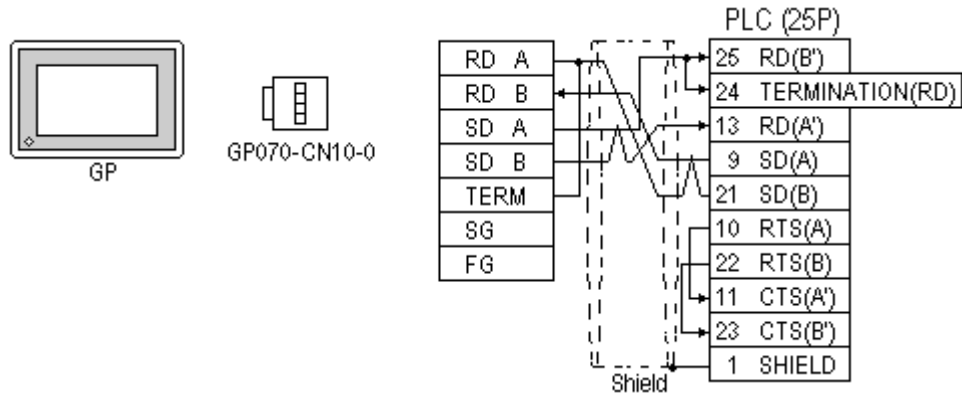 PLC (25P)
GP
GP070-CN10-0
RD A
RD B
SD A
SD B
TERM
SG
FG
25 RD(B')
24 TERMINATION(RD)
13 RD(A')
9 SD(A)
21 SD(B)
10 RTS(A)
22 RTS(B)
11 CTS(A')
23 CTS(B')
1 SHIELD
Shield